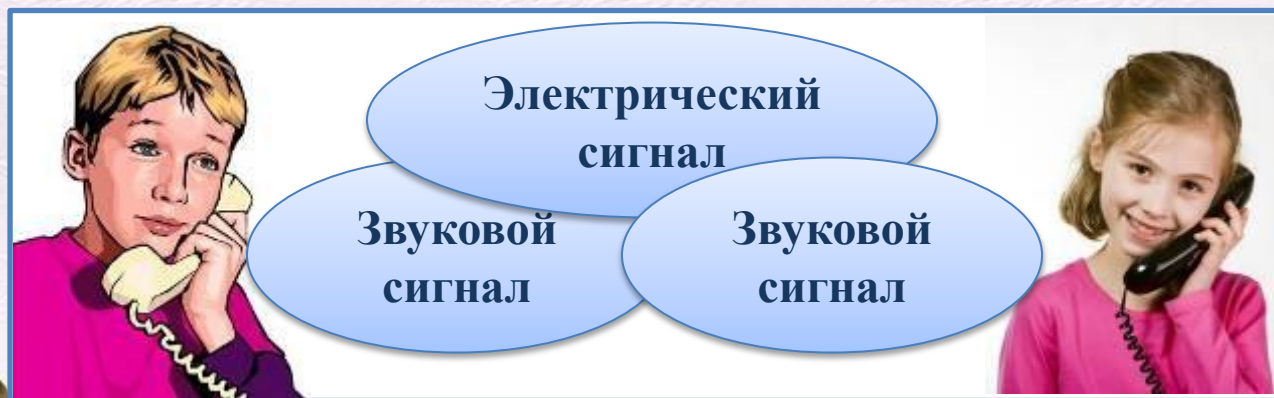 Электрический
сигнал
Звуковой
сигнал
Звуковой
сигнал